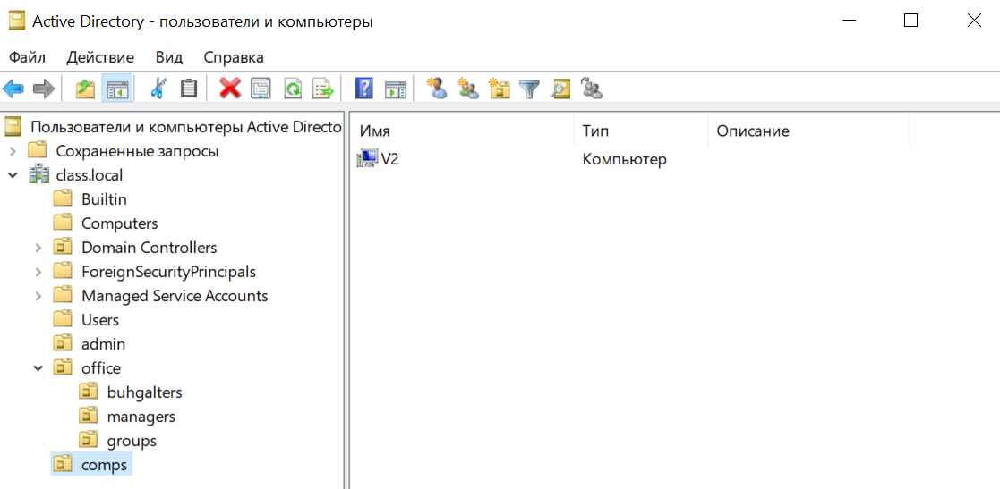 Active Directory - пользователи и компьютеры
Файл Действие Вид Справка
Пользователи и компьютеры Active Directo
Сохраненные запросы
class.local
Builtin
Computers
Domain Controllers
ForeignSecurityPrincipals
Managed Service Accounts
Users
admin
office
buhgalters
managers
groups
comps
Имя Тип Описание
V2 Компьютер